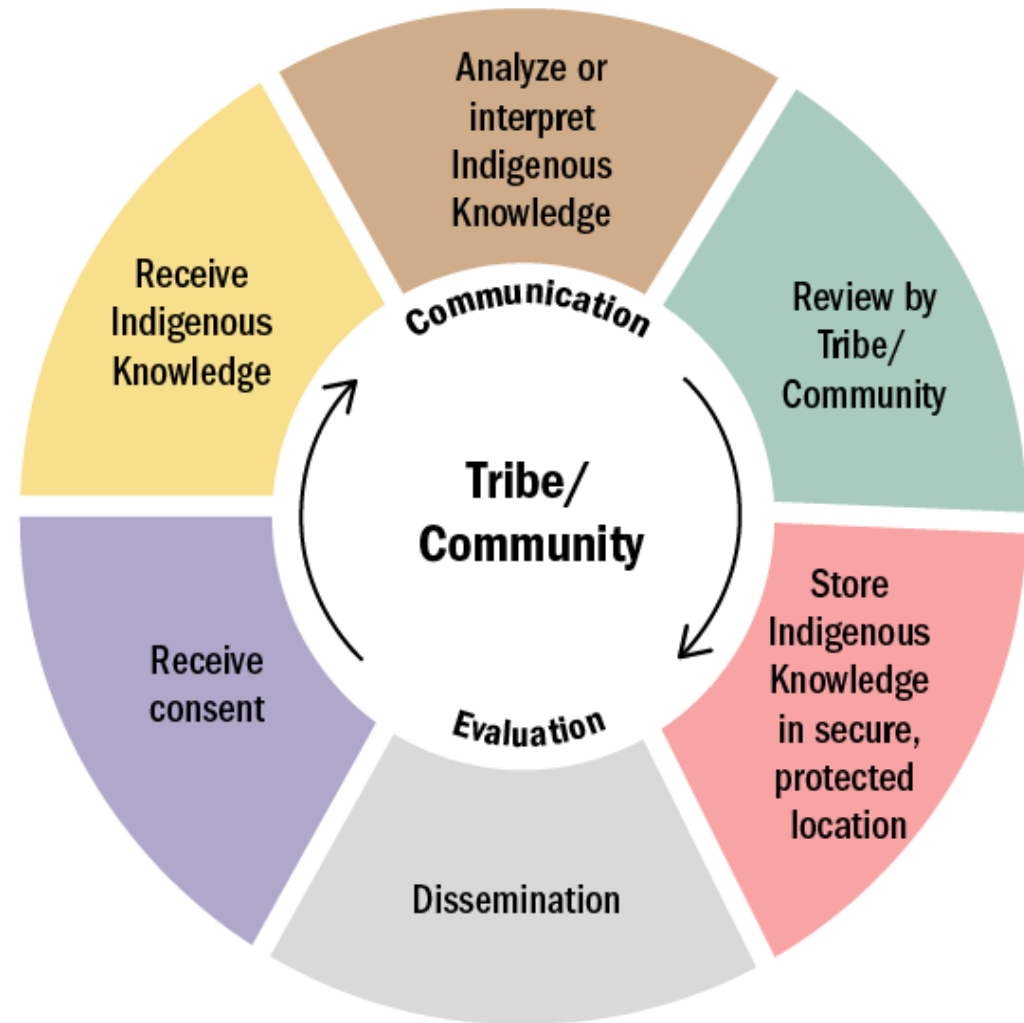 Analyze or
interpret
Indigenous
Knowledge
Review by
Tribe/
Community
Store
Indigenous
Knowledge
in secure,
protected
location
Dissemination
Receive
consent
Receive
Indigenous
Knowledge
Communication
Tribe/
Community
Evaluation